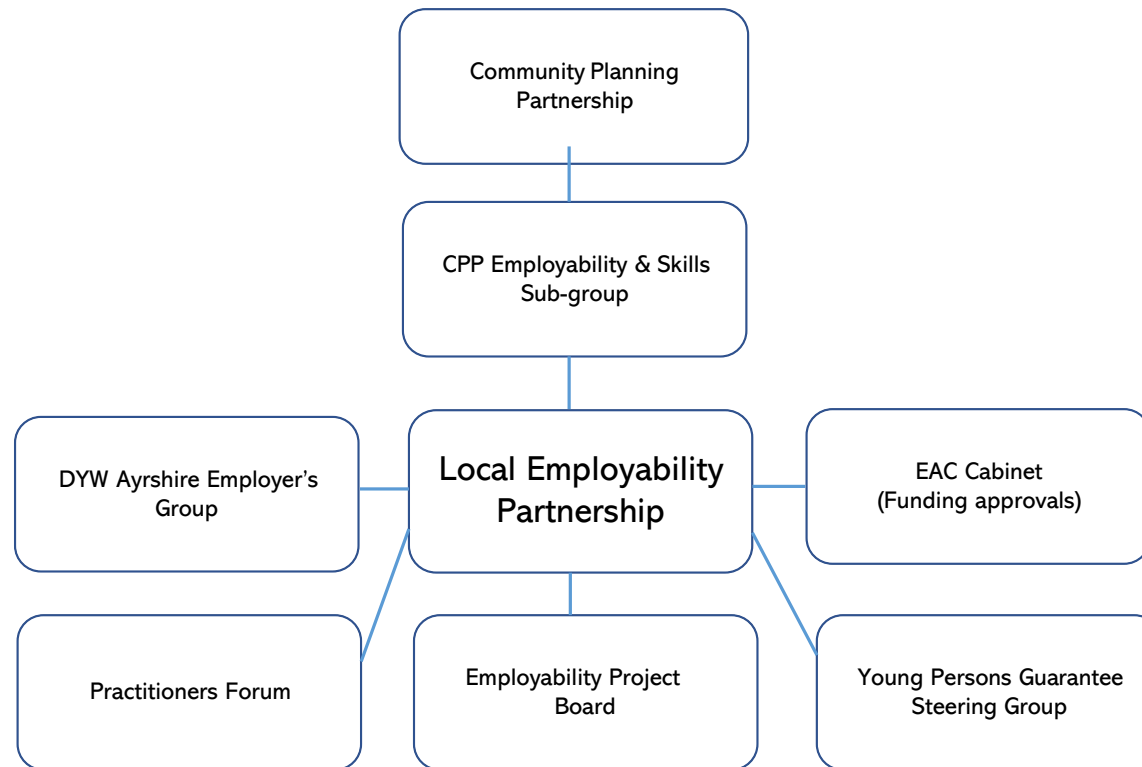 Community Planning
Partnership
CPP Employability & Skills
Sub-group
DYW Ayrshire Employer’s
Group
Local Employability
Partnership
EAC Cabinet
(Funding approvals)
Practitioners Forum
Employability Project
Board
Young Persons Guarantee
Steering Group